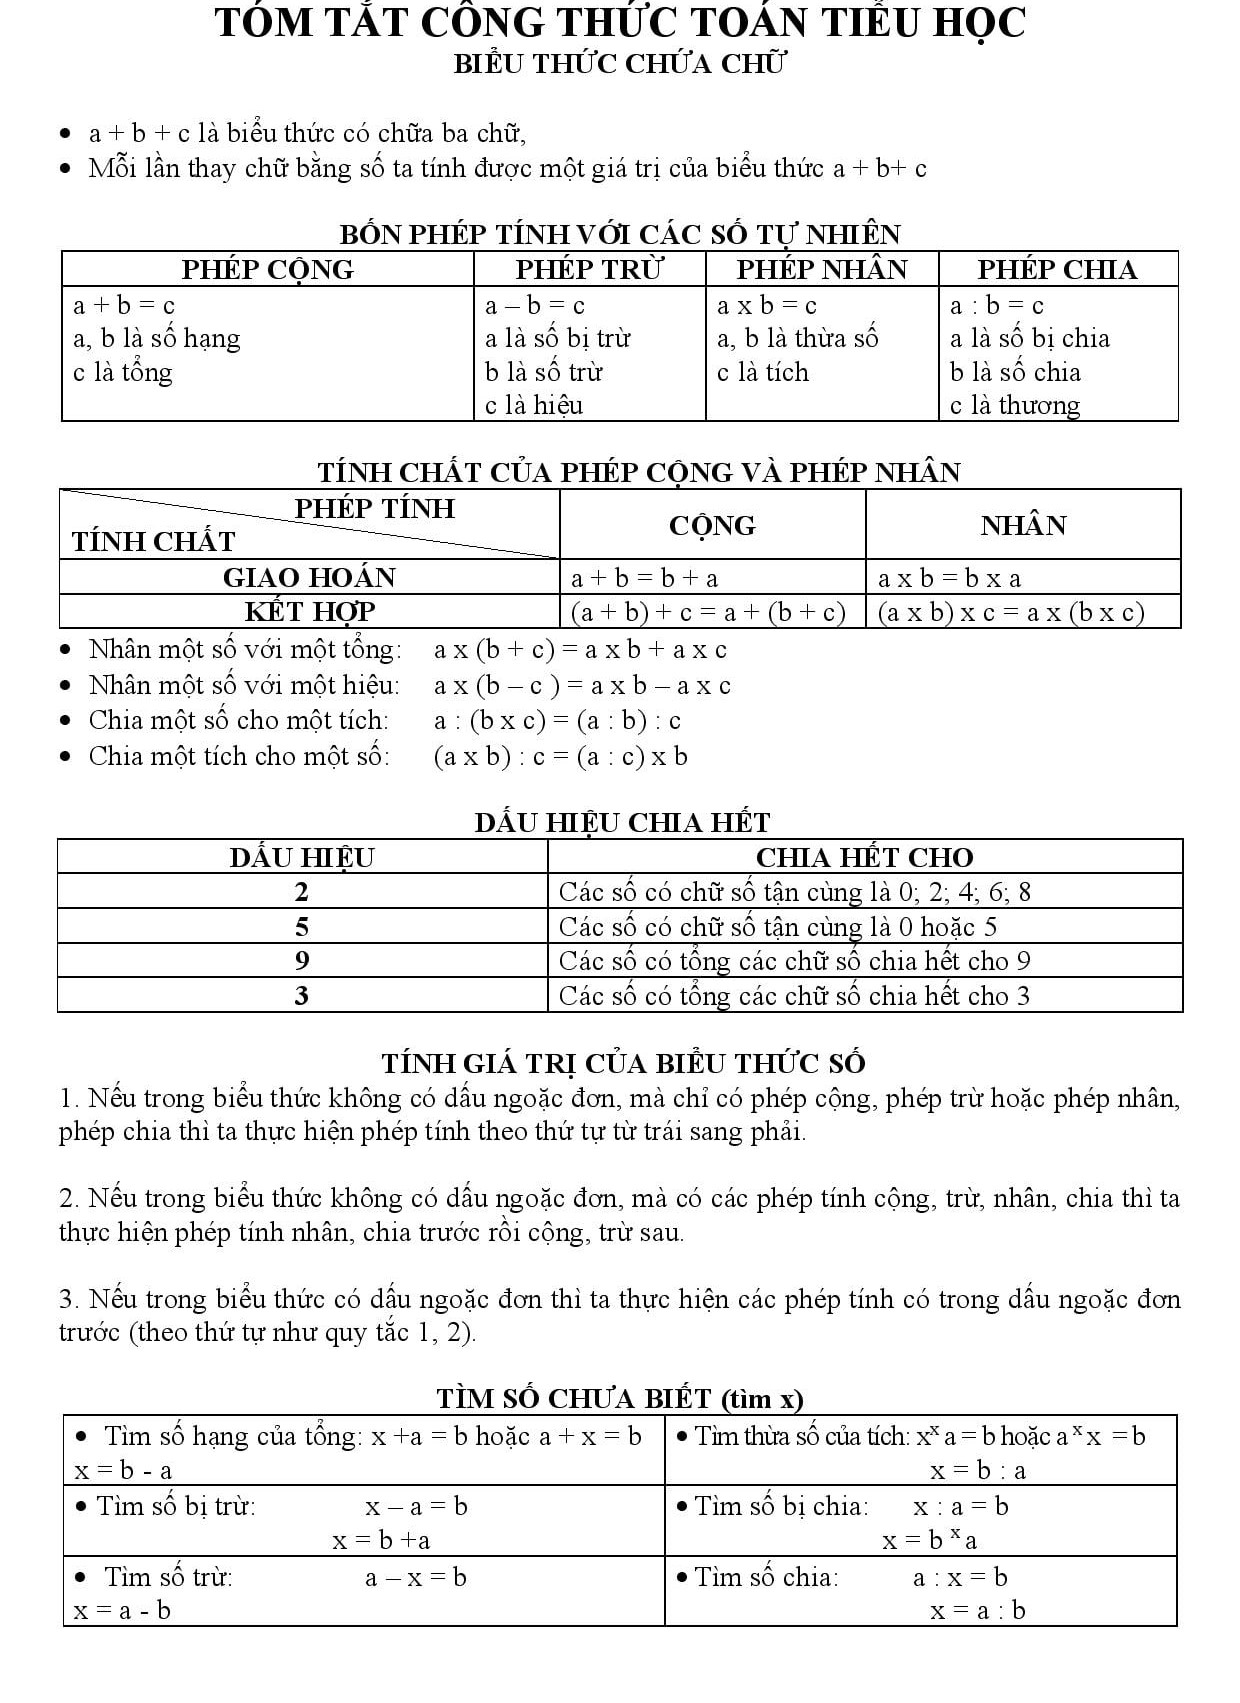 TÓM TẮT CÔNG THỨC TOÁN TIỂU HỌC
BIỂU THỨC CHỨA CHỮ
• a + b + c là biểu thức có chữa ba chữ,
• Mỗi lần thay chữ bằng số ta tính được một giá trị của biểu thức a + b+ c
BỐN PHÉP TÍNH VỚI CÁC SỐ TỰ NHIÊN
PHÉP CỘNG PHÉP TRỪ PHÉP NHÂN PHÉP CHIA
a + b = c a – b = c a x b = c a : b = c
a, b là số hạng a là số bị trừ a, b là thừa số a là số bị chia
c là tổng b là số trừ c là tích b là số chia
c là hiệu c là thương
TÍNH CHẤT CỦA PHÉP CỘNG VÀ PHÉP NHÂN
PHÉP TÍNH
TÍNH CHẤT CỘNG NHÂN
GIAO HOÁN a + b = b + a a x b = b x a
KẾT HỢP (a + b) + c = a + (b + c) (a x b) x c = a x (b x c)
• Nhân một số với một tổng: a x (b + c) = a x b + a x c
• Nhân một số với một hiệu: a x (b – c ) = a x b – a x c
• Chia một số cho một tích: a : (b x c) = (a : b) : c
• Chia một tích cho một số: (a x b) : c = (a : c) x b
DẤU HIỆU CHIA HẾT
DẤU HIỆU CHIA HẾT CHO
2 Các số có chữ số tận cùng là 0; 2; 4; 6; 8
5 Các số có chữ số tận cùng là 0 hoặc 5
9 Các số có tổng các chữ số chia hết cho 9
3 Các số có tổng các chữ số chia hết cho 3
TÍNH GIÁ TRỊ CỦA BIỂU THỨC SỐ
1. Nếu trong biểu thức không có dấu ngoặc đơn, mà chỉ có phép cộng, phép trừ hoặc phép nhân,
phép chia thì ta thực hiện phép tính theo thứ tự từ trái sang phải.
2. Nếu trong biểu thức không có dấu ngoặc đơn, mà có các phép tính cộng, trừ, nhân, chia thì ta
thực hiện phép tính nhân, chia trước rồi cộng, trừ sau.
3. Nếu trong biểu thức có dấu ngoặc đơn thì ta thực hiện các phép tính có trong dấu ngoặc đơn
trước (theo thứ tự như quy tắc 1, 2).
TÌM SỐ CHƯA BIẾT (tìm x)
• Tìm số hạng của tổng: x +a = b hoặc a + x = b • Tìm thừa số của tích: x ˣ a = b hoặc a ˣ x = b
x = b - a x = b : a
• Tìm số bị trừ: x – a = b • Tìm số bị chia: x : a = b
x = b +a x = b ˣ a
• Tìm số trừ: a – x = b • Tìm số chia: a : x = b
x = a - b x = a : b